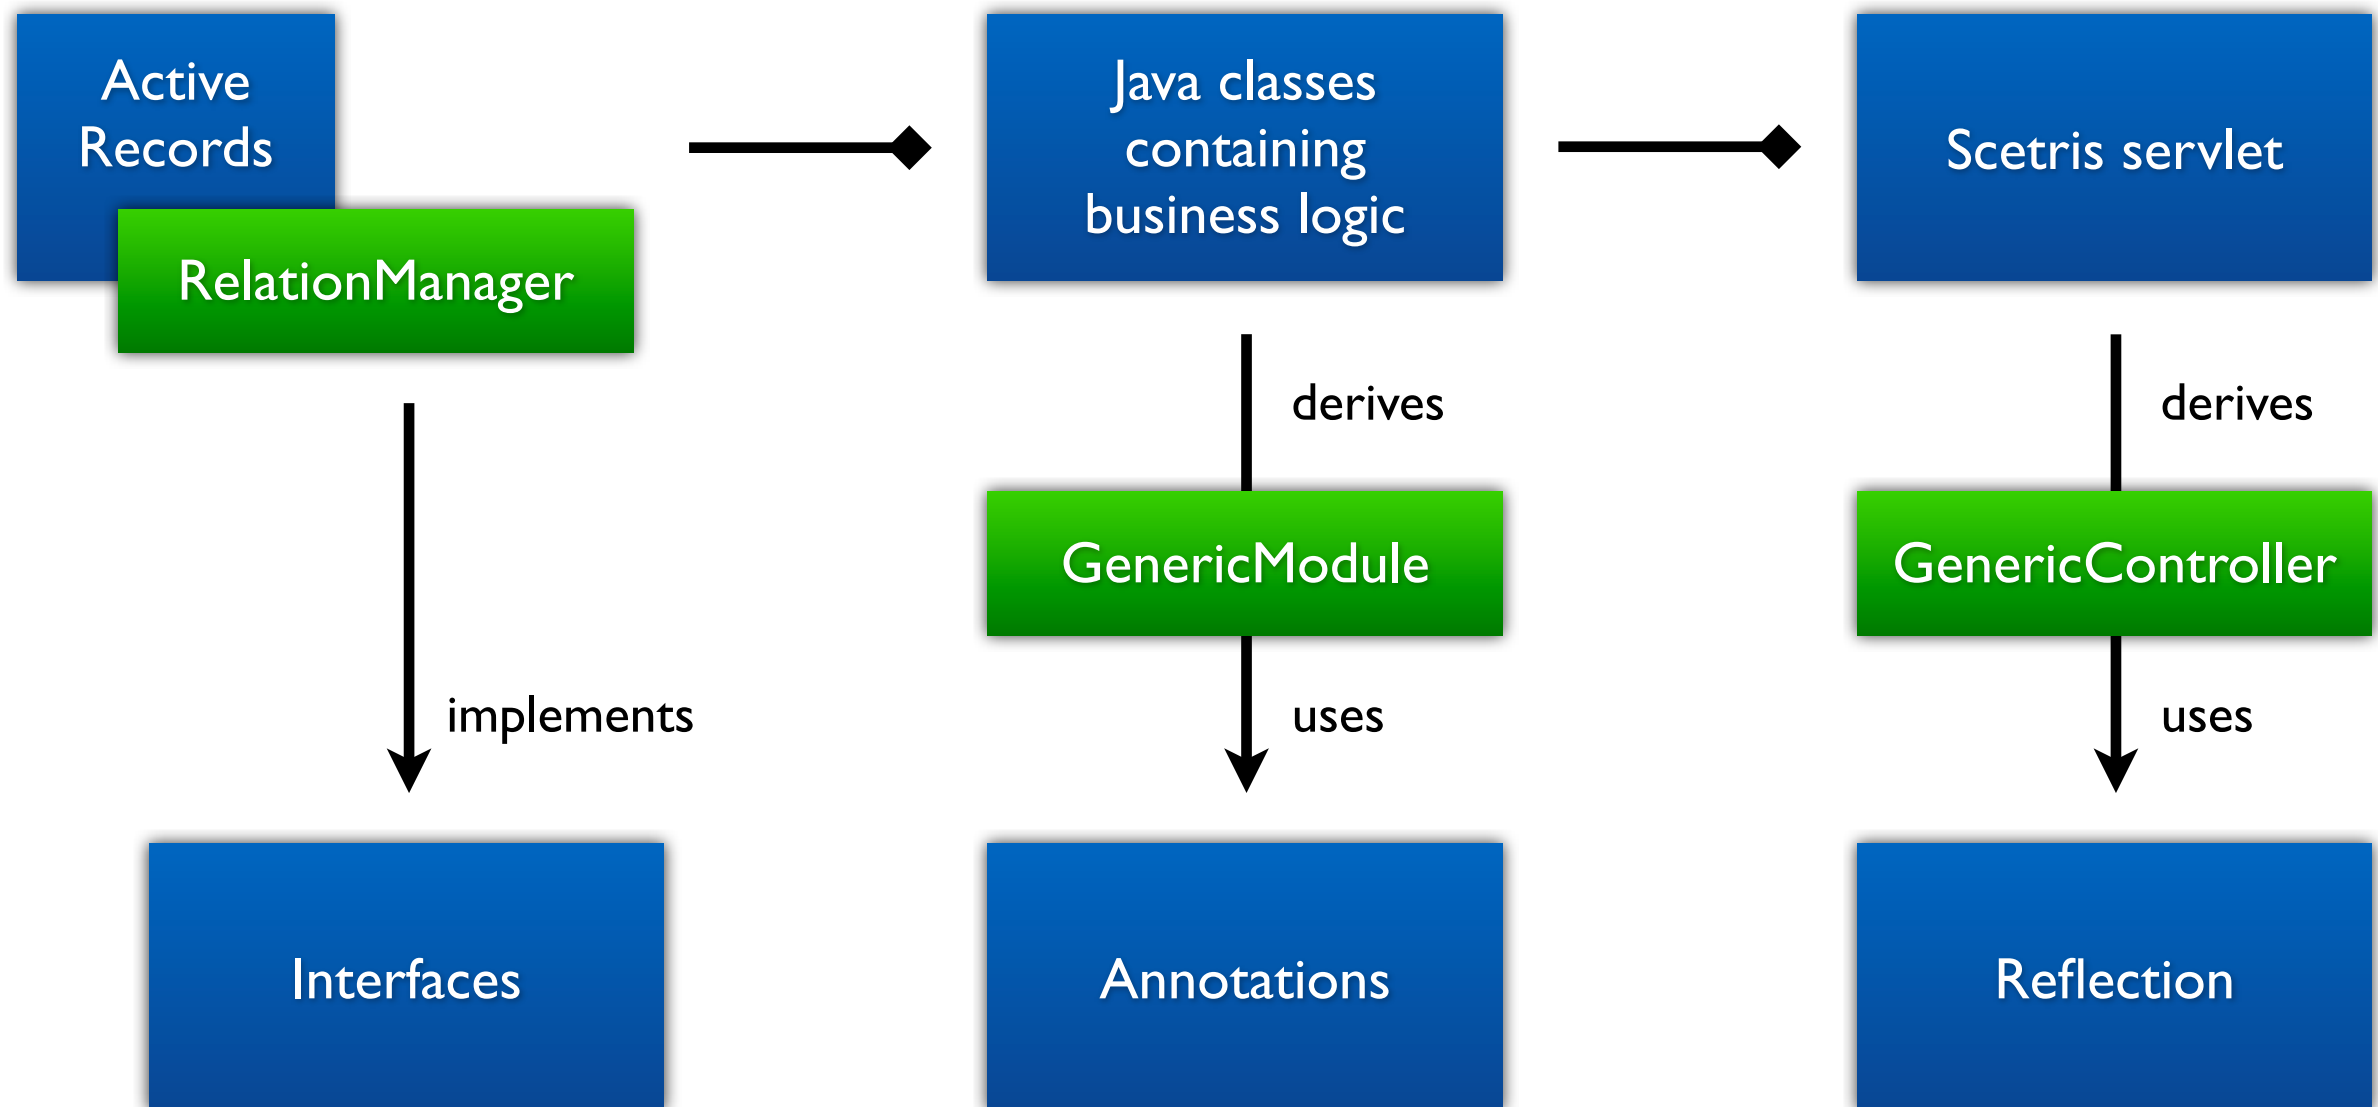 Active
Records
RelationManager
Java classes
containing
business logic
Scetris servlet
derives
derives
GenericModule
GenericController
implements
uses
uses
Interfaces
Annotations
Reflection